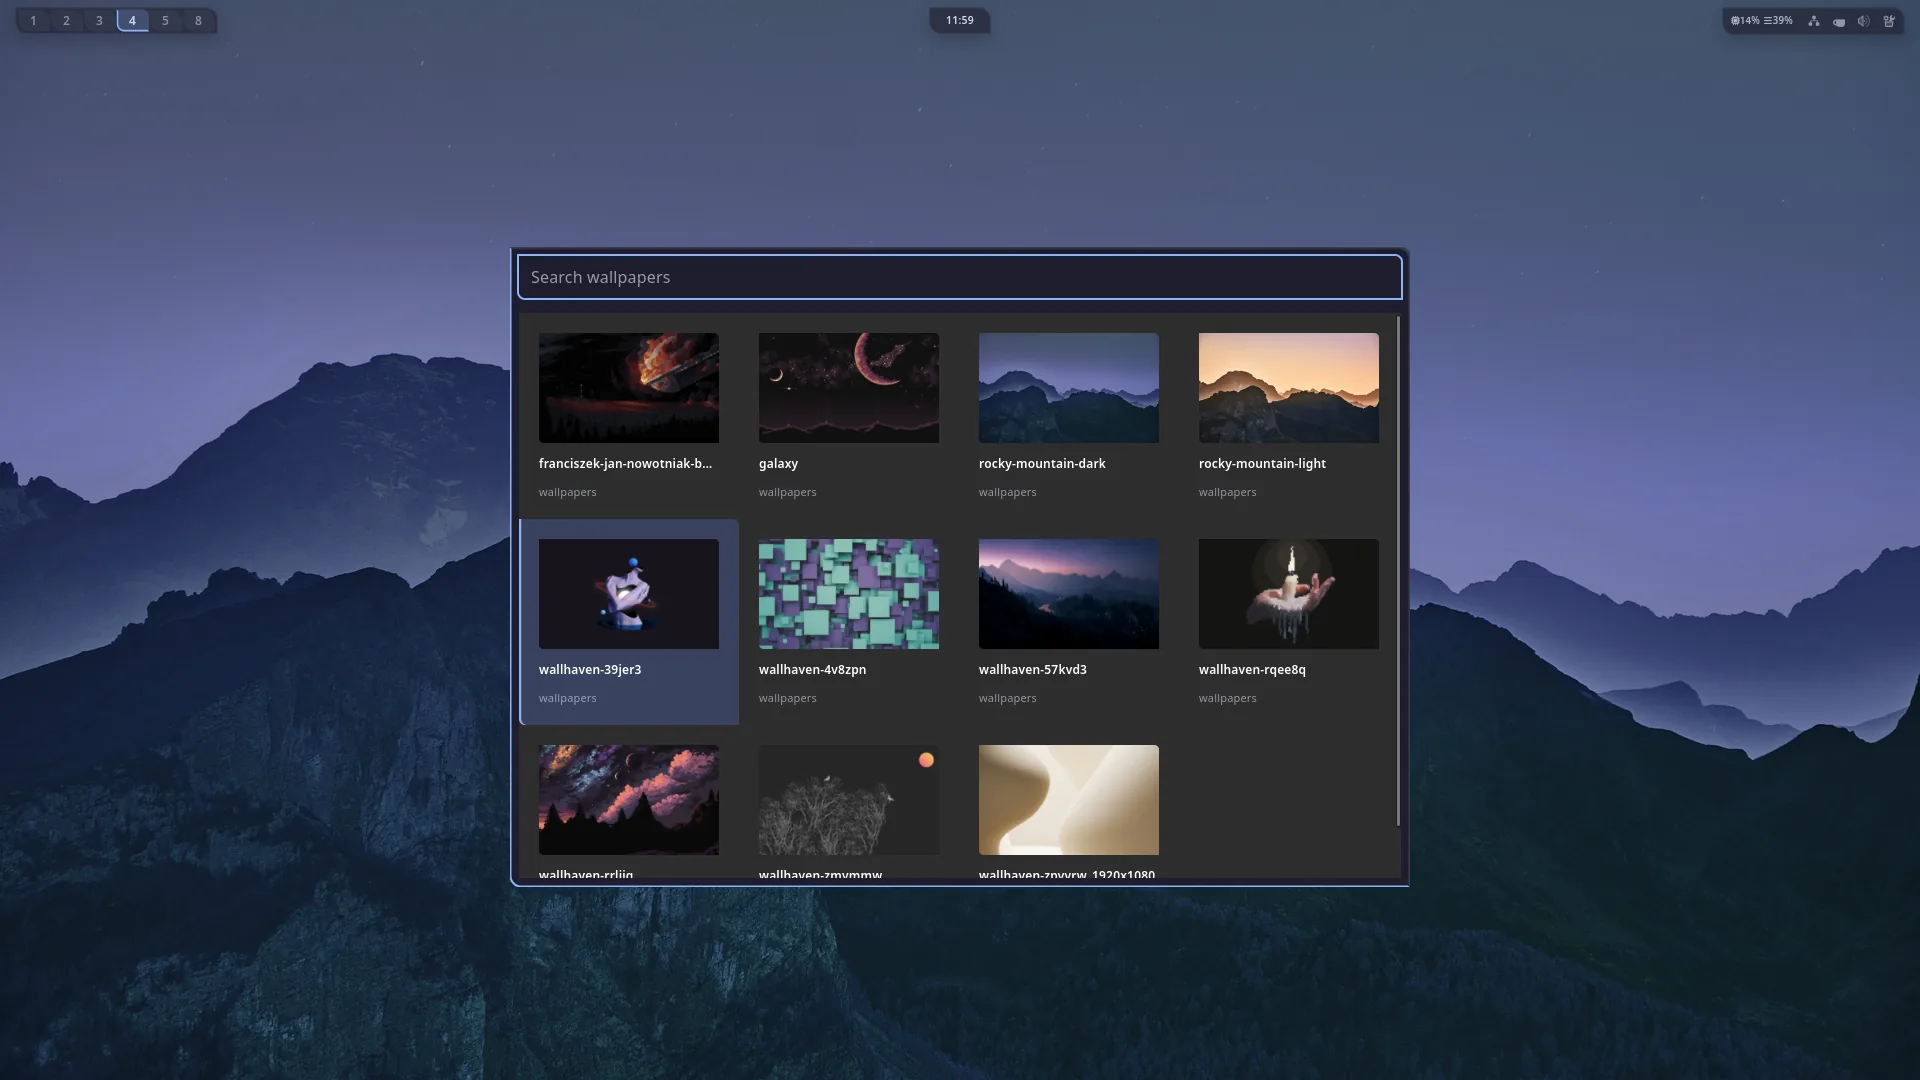 1 2 3 4 5 8
11:59
14% 39%
Search wallpapers
franciszek-jan-nowotniak-b... galaxy rocky-mountain-dark rocky-mountain-light
wallpapers wallpapers wallpapers wallpapers
wallhaven-39jer3 wallhaven-4v8zpn wallhaven-57kvd3 wallhaven-rqee8q
wallpapers wallpapers wallpapers wallpapers